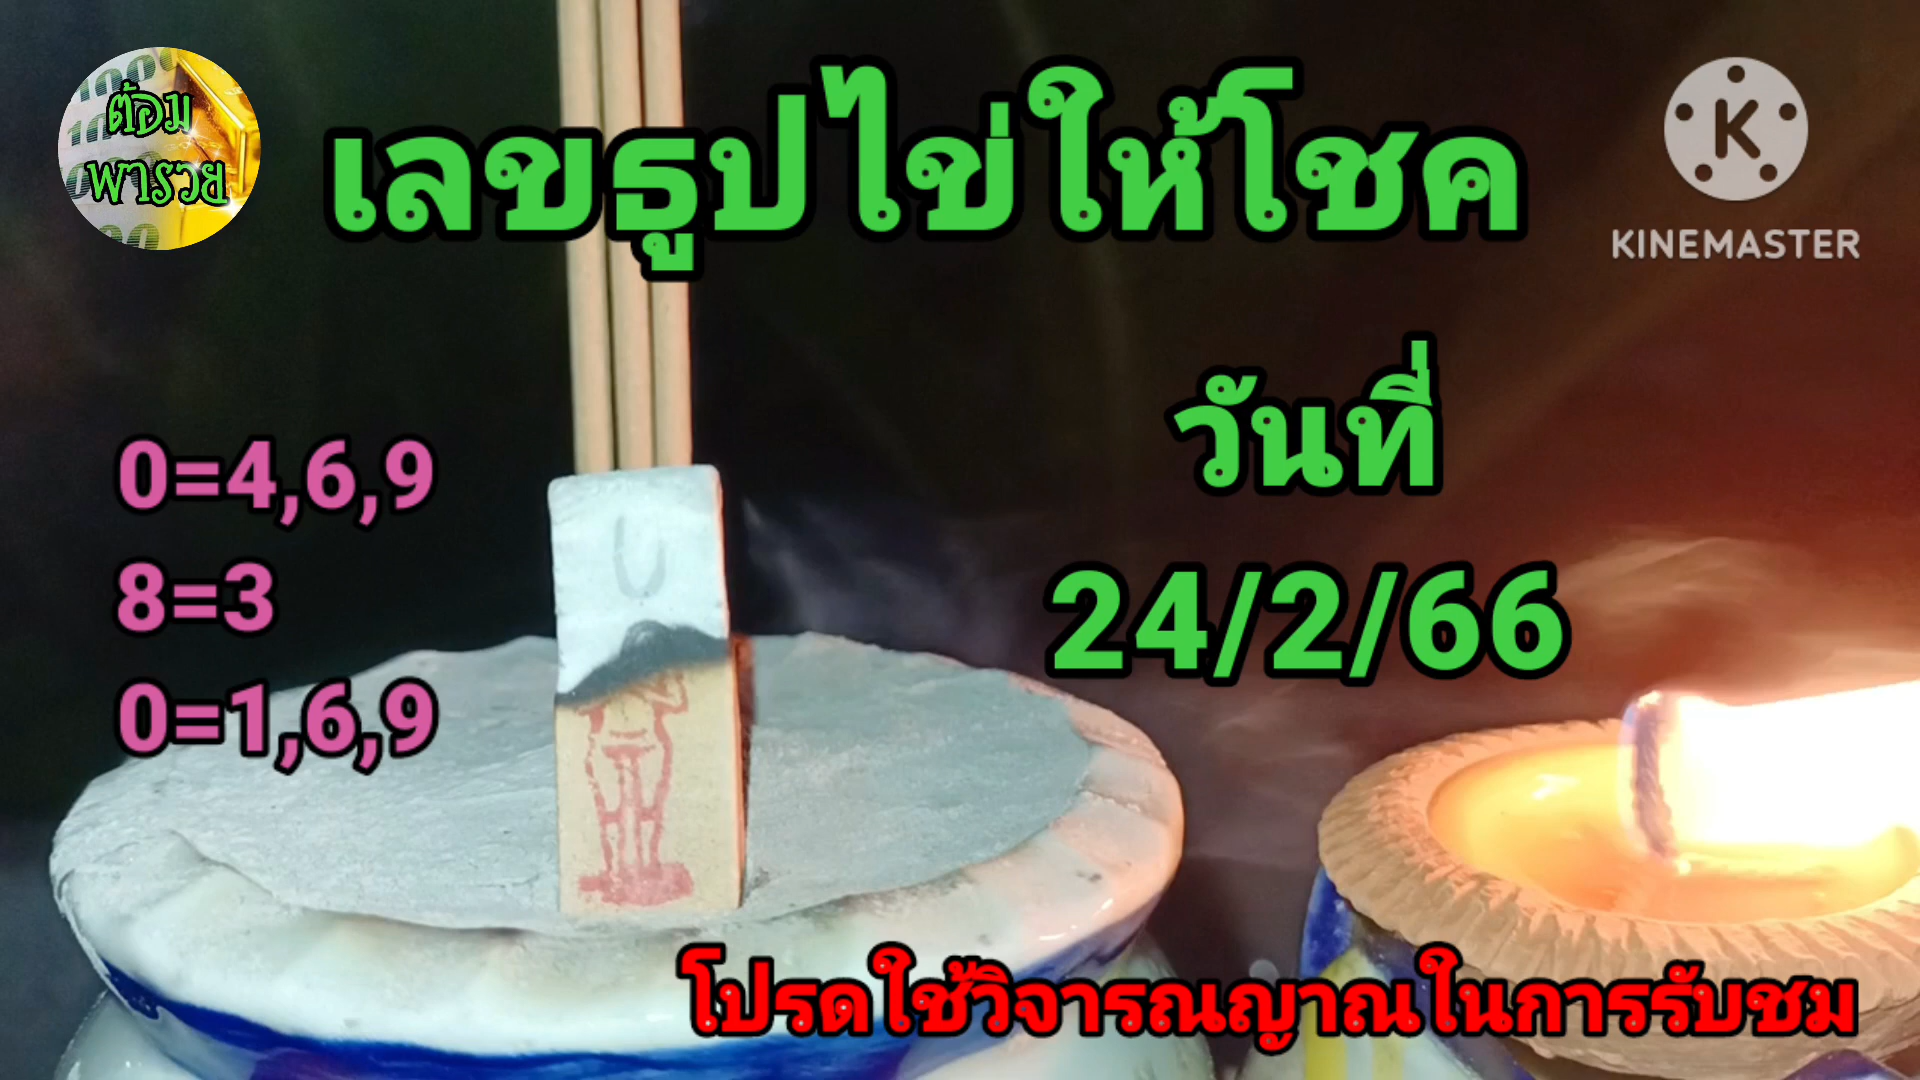 ต้อม
พารวย
เลขธูปไข่ให้โชค
K
KINEMASTER
วันที่
24/2/66
0=4,6,9
8=3
0=1,6,9
โปรดใช้วิจารณญาณในการรับชม